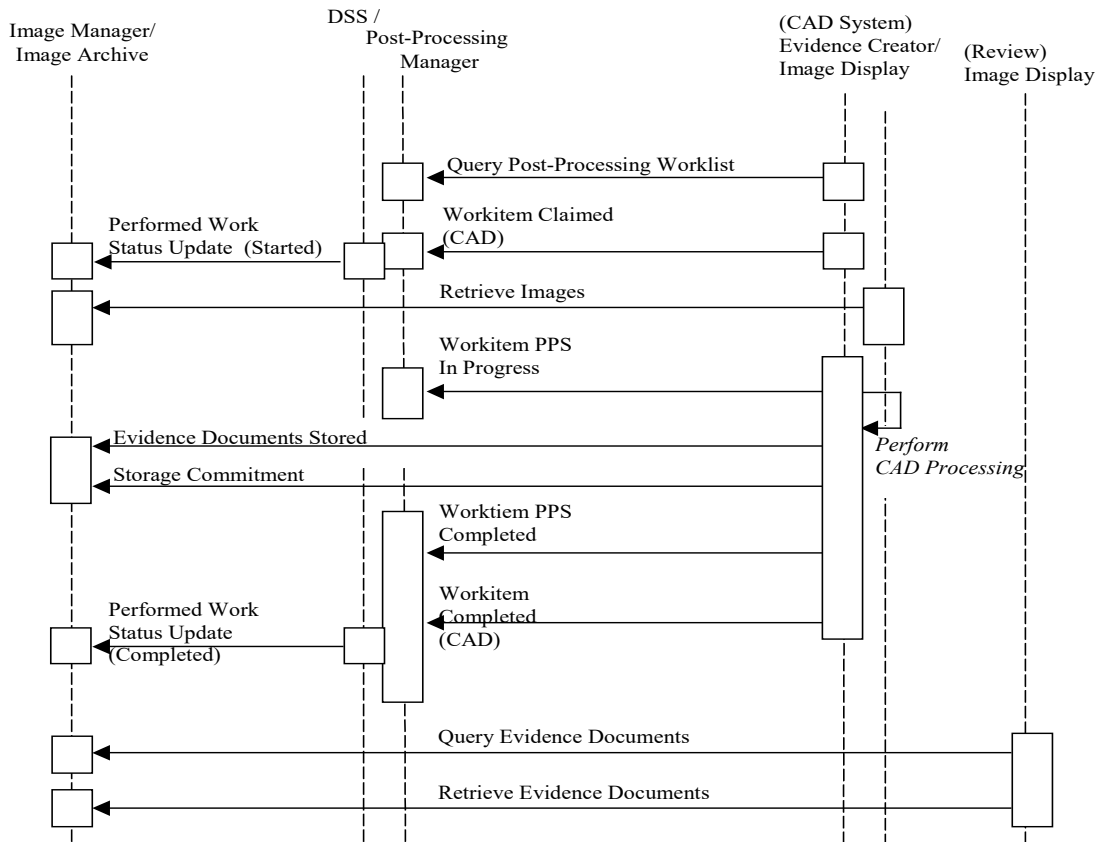 Image Manager/
Image Archive
DSS /
Post-Processing
Manager
(CAD System)
Evidence Creator/
Image Display
(Review)
Image Display
Query Post-Processing Worklist
Workitem Claimed
(CAD)
Performed Work
Status Update  (Started)
Retrieve Images
Workitem PPS
In Progress
Evidence Documents Stored
Perform
CAD Processing
Storage Commitment
Worktiem PPS
Completed
Workitem
Completed
(CAD)
Performed Work
Status Update
(Completed)
Query Evidence Documents
Retrieve Evidence Documents